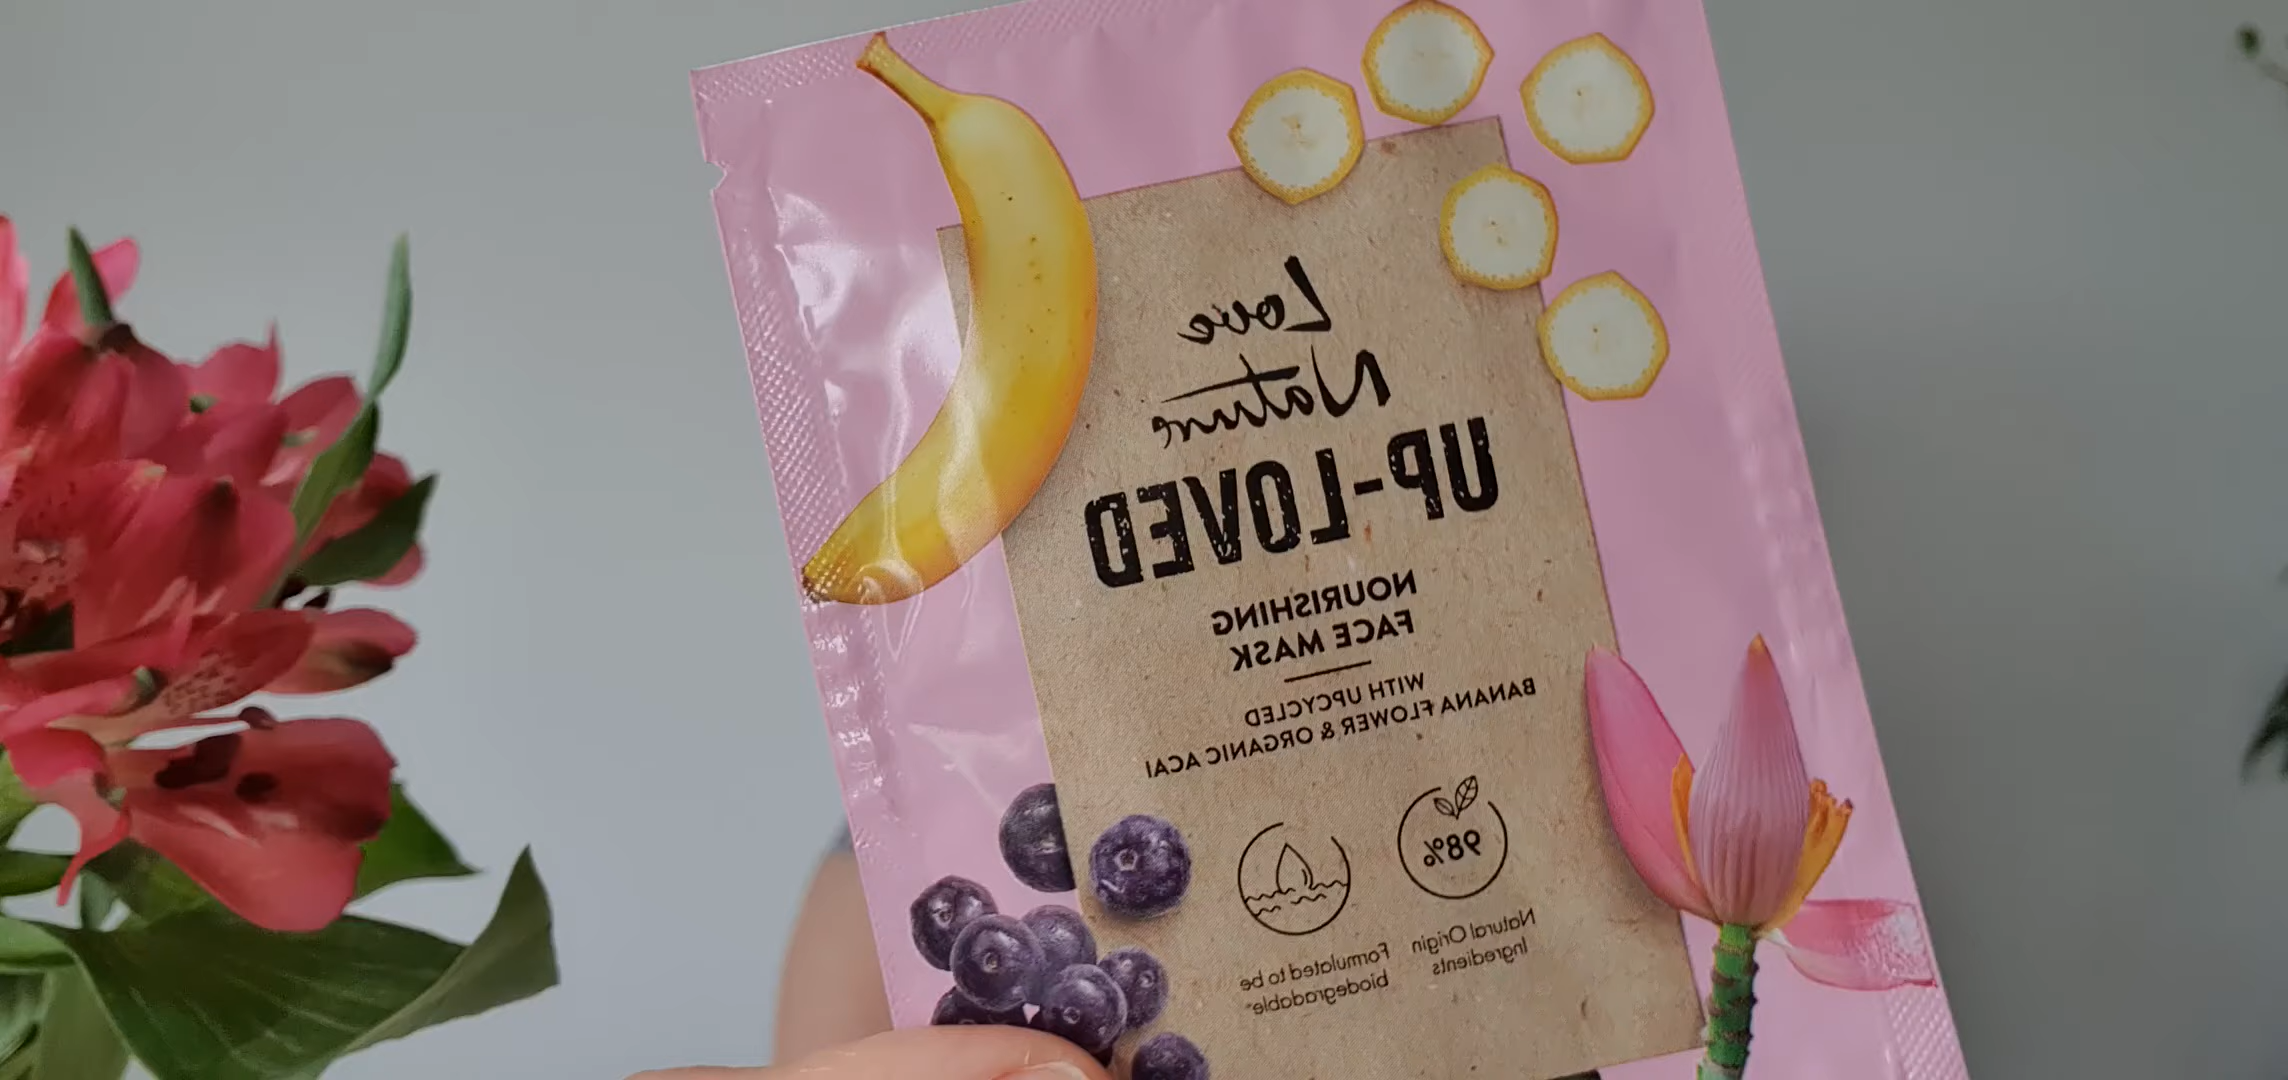 Love
Nature
UP-LOVED
NOURISHING
FACE MASK
WITH UPCYCLED
BANANA FLOWER & ORGANIC ACAI
98%
Natural Origin
Ingredients
Formulated to be
biodegradable*